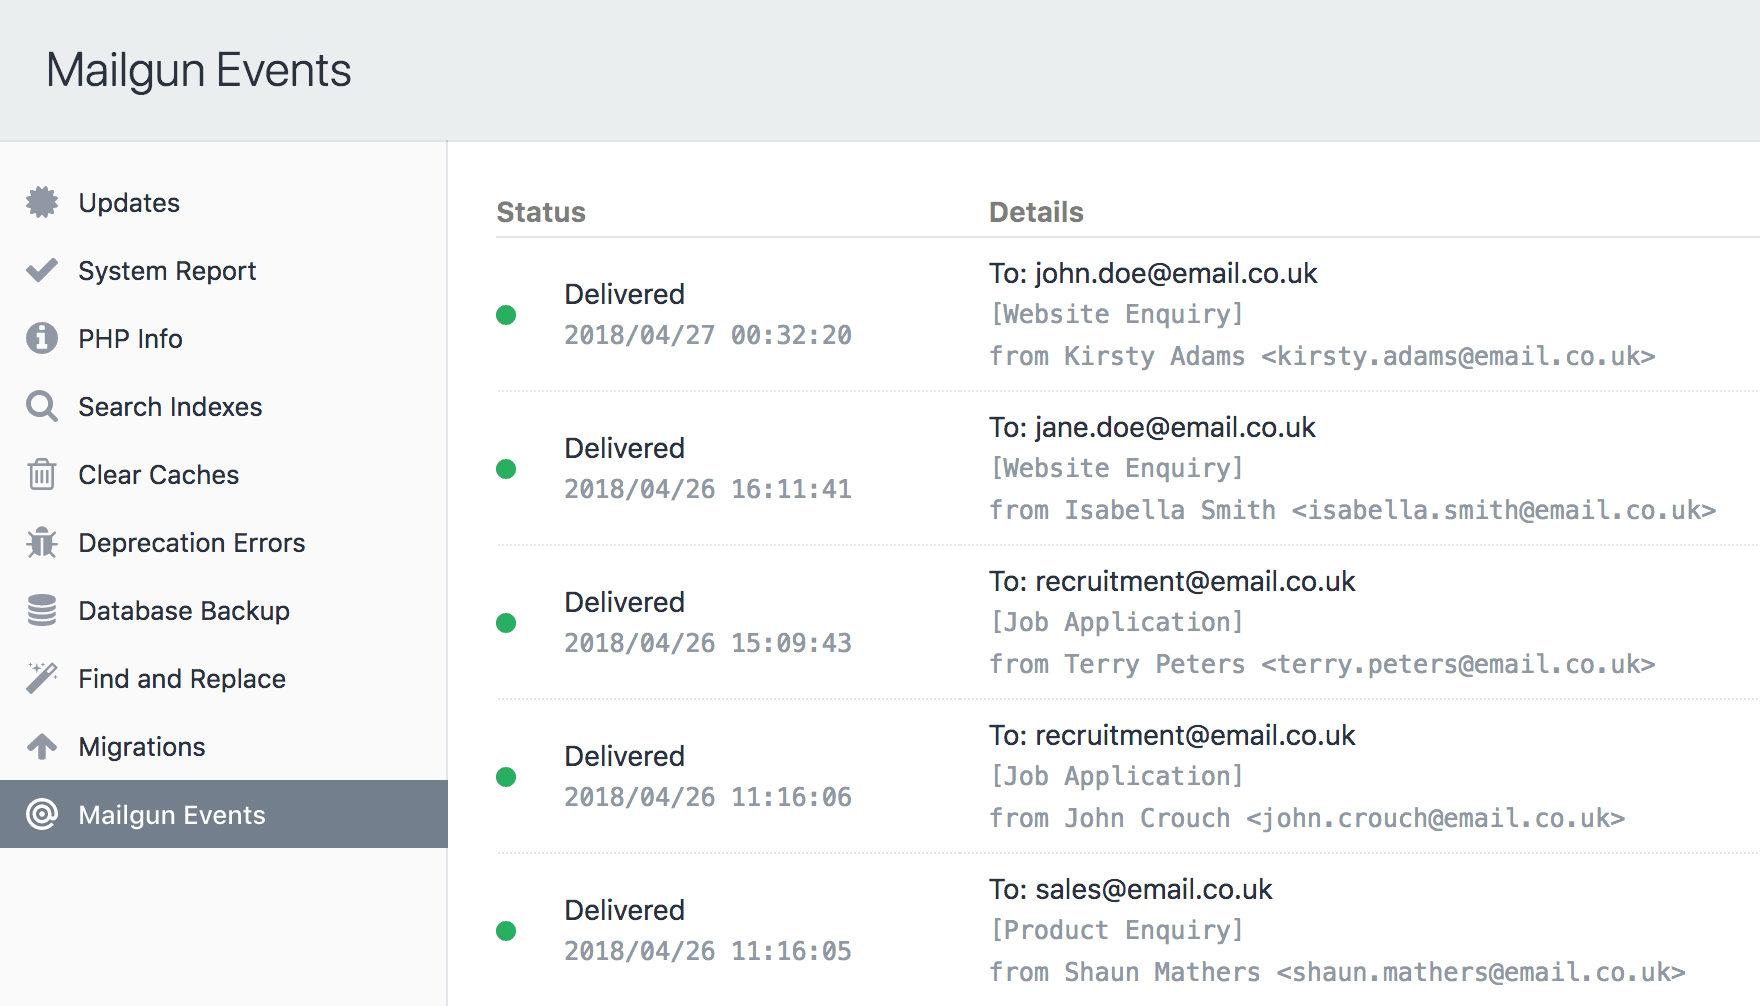 Mailgun Events
Updates
System Report
PHP Info
Search Indexes
Clear Caches
Deprecation Errors
Database Backup
Find and Replace
Migrations
Mailgun Events
Status Details
Delivered
2018/04/27 00:32:20
To: john.doe@email.co.uk
[Website Enquiry]
from Kirsty Adams <kirsty.adams@email.co.uk>
Delivered
2018/04/26 16:11:41
To: jane.doe@email.co.uk
[Website Enquiry]
from Isabella Smith <isabella.smith@email.co.uk>
Delivered
2018/04/26 15:09:43
To: recruitment@email.co.uk
[Job Application]
from Terry Peters <terry.peters@email.co.uk>
Delivered
2018/04/26 11:16:06
To: recruitment@email.co.uk
[Job Application]
from John Crouch <john.crouch@email.co.uk>
Delivered
2018/04/26 11:16:05
To: sales@email.co.uk
[Product Enquiry]
from Shaun Mathers <shaun.mathers@email.co.uk>